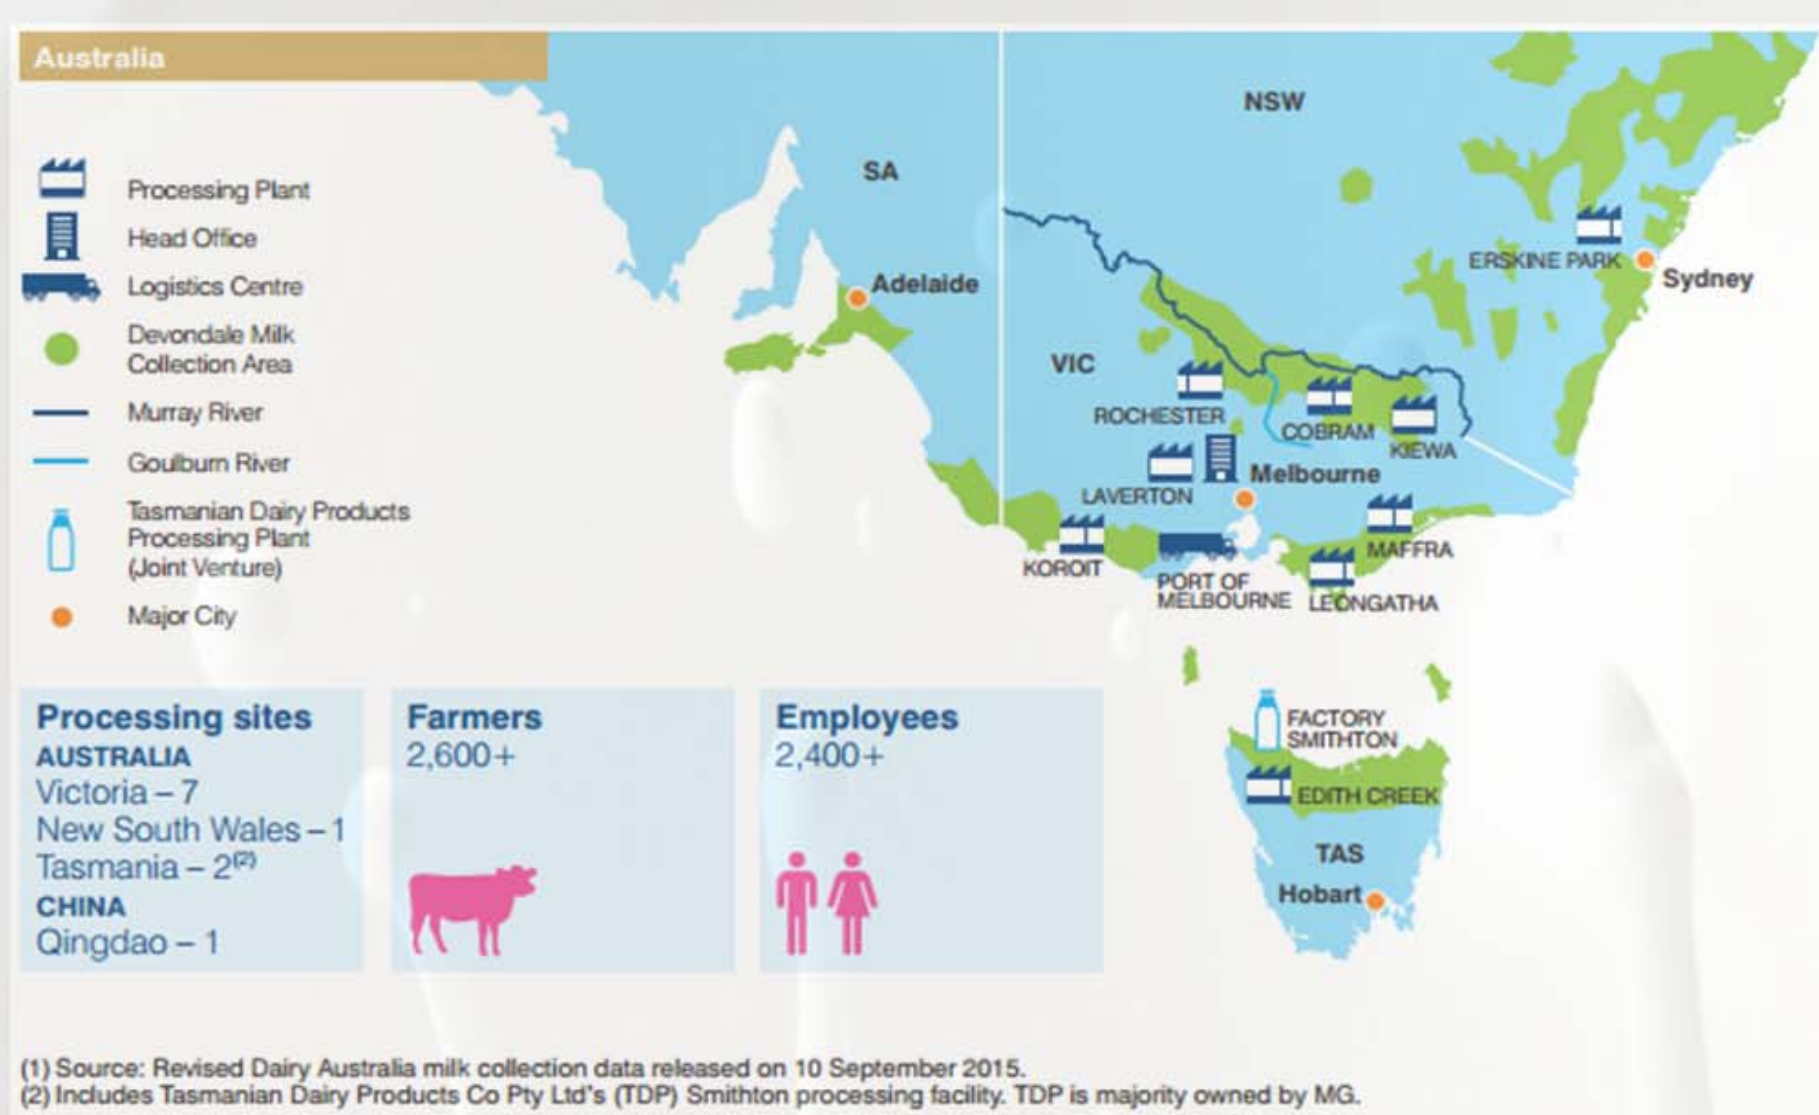 Australia
Processing Plant
Head Office
Logistics Centre
Devondale Milk
Collection Area
Murray River
Goulburn River
Tasmanian Dairy Products
Processing Plant
(Joint Venture)
Major City
NSW
SA
ERSKINE PARK
Sydney
Adelaide
VIC
ROCHESTER
COBRAM
KIEWA
Melbourne
LAVERTON
MAFFRA
KOROIT
PORT OF
MELBOURNE
LEONGATHA
FACTORY
SMITHTON
EDITH CREEK
TAS
Hobart
Processing sites
AUSTRALIA
Victoria – 7
New South Wales – 1
Tasmania – 2(2)
CHINA
Qingdao – 1
Farmers
2,600+
Employees
2,400+
(1) Source: Revised Dairy Australia milk collection data released on 10 September 2015.
(2) Includes Tasmanian Dairy Products Co Pty Ltd's (TDP) Smithton processing facility. TDP is majority owned by MG.